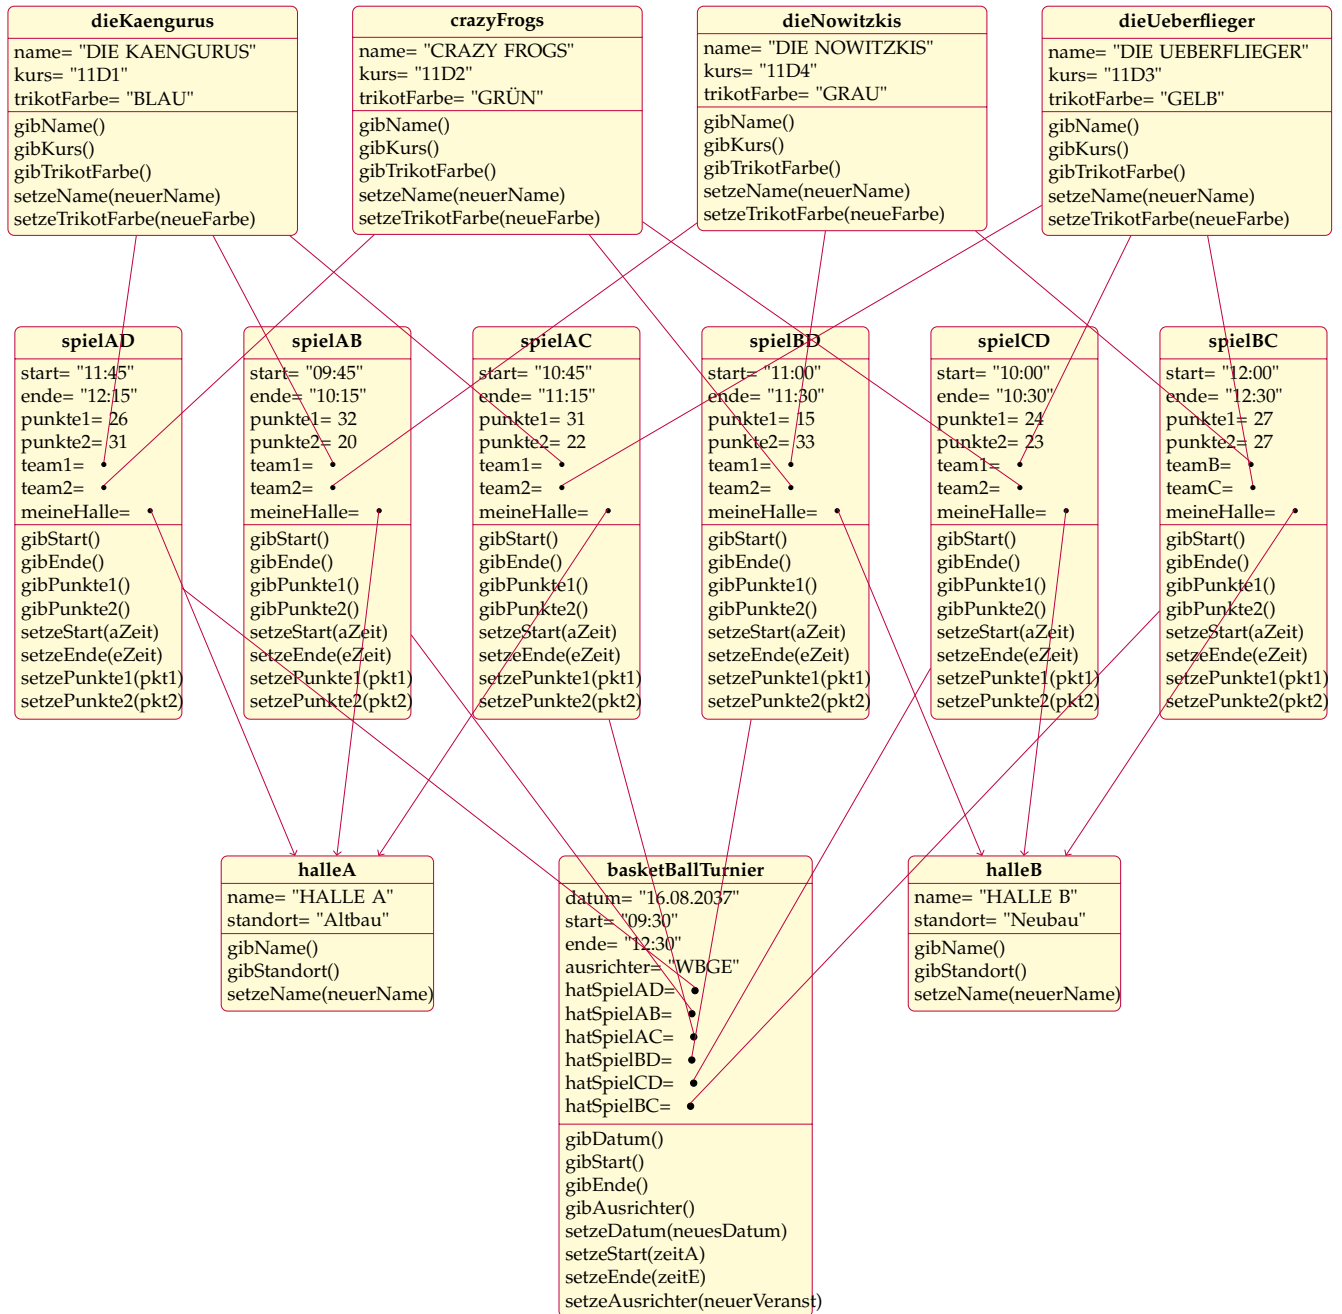 dieKaengurus
name= "DIE KAENGURUS"
kurs= "11D1"
trikotFarbe= "BLAU"
gibName()
gibKurs()
gibTrikotFarbe()
setzeName(neuerName)
setzeTrikotFarbe(neueFarbe)
crazyFrogs
name= "CRAZY FROGS"
kurs= "11D2"
trikotFarbe= "GRÜN"
gibName()
gibKurs()
gibTrikotFarbe()
setzeName(neuerName)
setzeTrikotFarbe(neueFarbe)
dieNowitzkis
name= "DIE NOWITZKIS"
kurs= "11D4"
trikotFarbe= "GRAU"
gibName()
gibKurs()
gibTrikotFarbe()
setzeName(neuerName)
setzeTrikotFarbe(neueFarbe)
dieUeberflieger
name= "DIE UEBERFLIEGER"
kurs= "11D3"
trikotFarbe= "GELB"
gibName()
gibKurs()
gibTrikotFarbe()
setzeName(neuerName)
setzeTrikotFarbe(neueFarbe)
spielAD
start= "11:45"
ende= "12:15"
punkte1= 26
punkte2= 31
team1=
team2=
meineHalle=
gibStart()
gibEnde()
gibPunkte1()
gibPunkte2()
setzeStart(aZeit)
setzeEnde(eZeit)
setzePunkte1(pkt1)
setzePunkte2(pkt2)
spielAB
start= "09:45"
ende= "10:15"
punkte1= 32
punkte2= 20
team1=
team2=
meineHalle=
gibStart()
gibEnde()
gibPunkte1()
gibPunkte2()
setzeStart(aZeit)
setzeEnde(eZeit)
setzePunkte1(pkt1)
setzePunkte2(pkt2)
spielAC
start= "10:45"
ende= "11:15"
punkte1= 31
punkte2= 22
team1=
team2=
meineHalle=
gibStart()
gibEnde()
gibPunkte1()
gibPunkte2()
setzeStart(aZeit)
setzeEnde(eZeit)
setzePunkte1(pkt1)
setzePunkte2(pkt2)
spielBD
start= "11:00"
ende= "11:30"
punkte1= 15
punkte2= 33
team1=
team2=
meineHalle=
gibStart()
gibEnde()
gibPunkte1()
gibPunkte2()
setzeStart(aZeit)
setzeEnde(eZeit)
setzePunkte1(pkt1)
setzePunkte2(pkt2)
spielCD
start= "10:00"
ende= "10:30"
punkte1= 24
punkte2= 23
team1=
team2=
meineHalle=
gibStart()
gibEnde()
gibPunkte1()
gibPunkte2()
setzeStart(aZeit)
setzeEnde(eZeit)
setzePunkte1(pkt1)
setzePunkte2(pkt2)
spielBC
start= "12:00"
ende= "12:30"
punkte1= 27
punkte2= 27
teamB=
teamC=
meineHalle=
gibStart()
gibEnde()
gibPunkte1()
gibPunkte2()
setzeStart(aZeit)
setzeEnde(eZeit)
setzePunkte1(pkt1)
setzePunkte2(pkt2)
halleA
name= "HALLE A"
standort= "Altbau"
gibName()
gibStandort()
setzeName(neuerName)
basketBallTurnier
datum= "16.08.2037"
start= "09:30"
ende= "12:30"
ausrichter= "WBGE"
hatSpielAD=
hatSpielAB=
hatSpielAC=
hatSpielBD=
hatSpielCD=
hatSpielBC=
gibDatum()
gibStart()
gibEnde()
gibAusrichter()
setzeDatum(neuesDatum)
setzeStart(zeitA)
setzeEnde(zeitE)
setzeAusrichter(neuerVeranst)
halleB
name= "HALLE B"
standort= "Neubau"
gibName()
gibStandort()
setzeName(neuerName)